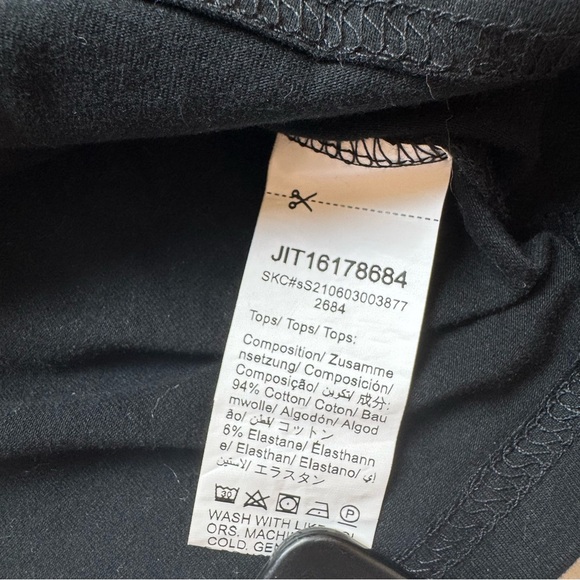 JIT16178684
SKC#sS210603003877
2684
Tops/ Tops/ Tops:
Composition/ Zusamme
nsetzung/ Composición/
Composição/ تكوين/ 成分:
94% Cotton/ Coton/ Bau
mwolle/ Algodón/ Algod
ão/ قطن/ コットン
6% Elastane/ Élasthann
e/ Elasthan/ Elastano/ إي
لاستين/ エラスタン
30 P
WASH WITH LIKE
ORS. MACHI
COLD, GEN